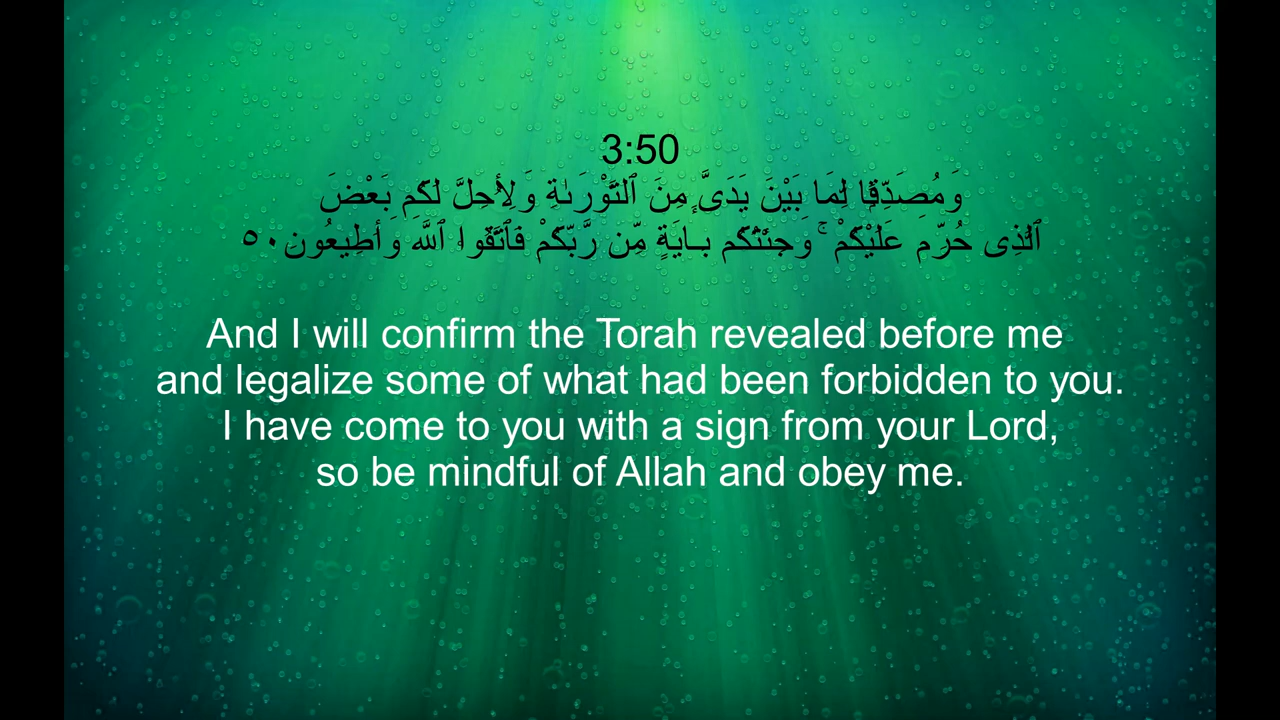 3:50
وَمُصَدِّقًۭا لِّمَا بَيْنَ يَدَىَّ مِنَ ٱلتَّوْرَىٰةِ وَلِأُحِلَّ لَكُم بَعْضَ
ٱلَّذِى حُرِّمَ عَلَيْكُمْ ۚ وَجِئْتُكُم بِـَٔايَةٍۢ مِّن رَّبِّكُمْ فَٱتَّقُوا۟ ٱللَّهَ وَأَطِيعُونِ ٥٠
And I will confirm the Torah revealed before me
and legalize some of what had been forbidden to you.
I have come to you with a sign from your Lord,
so be mindful of Allah and obey me.